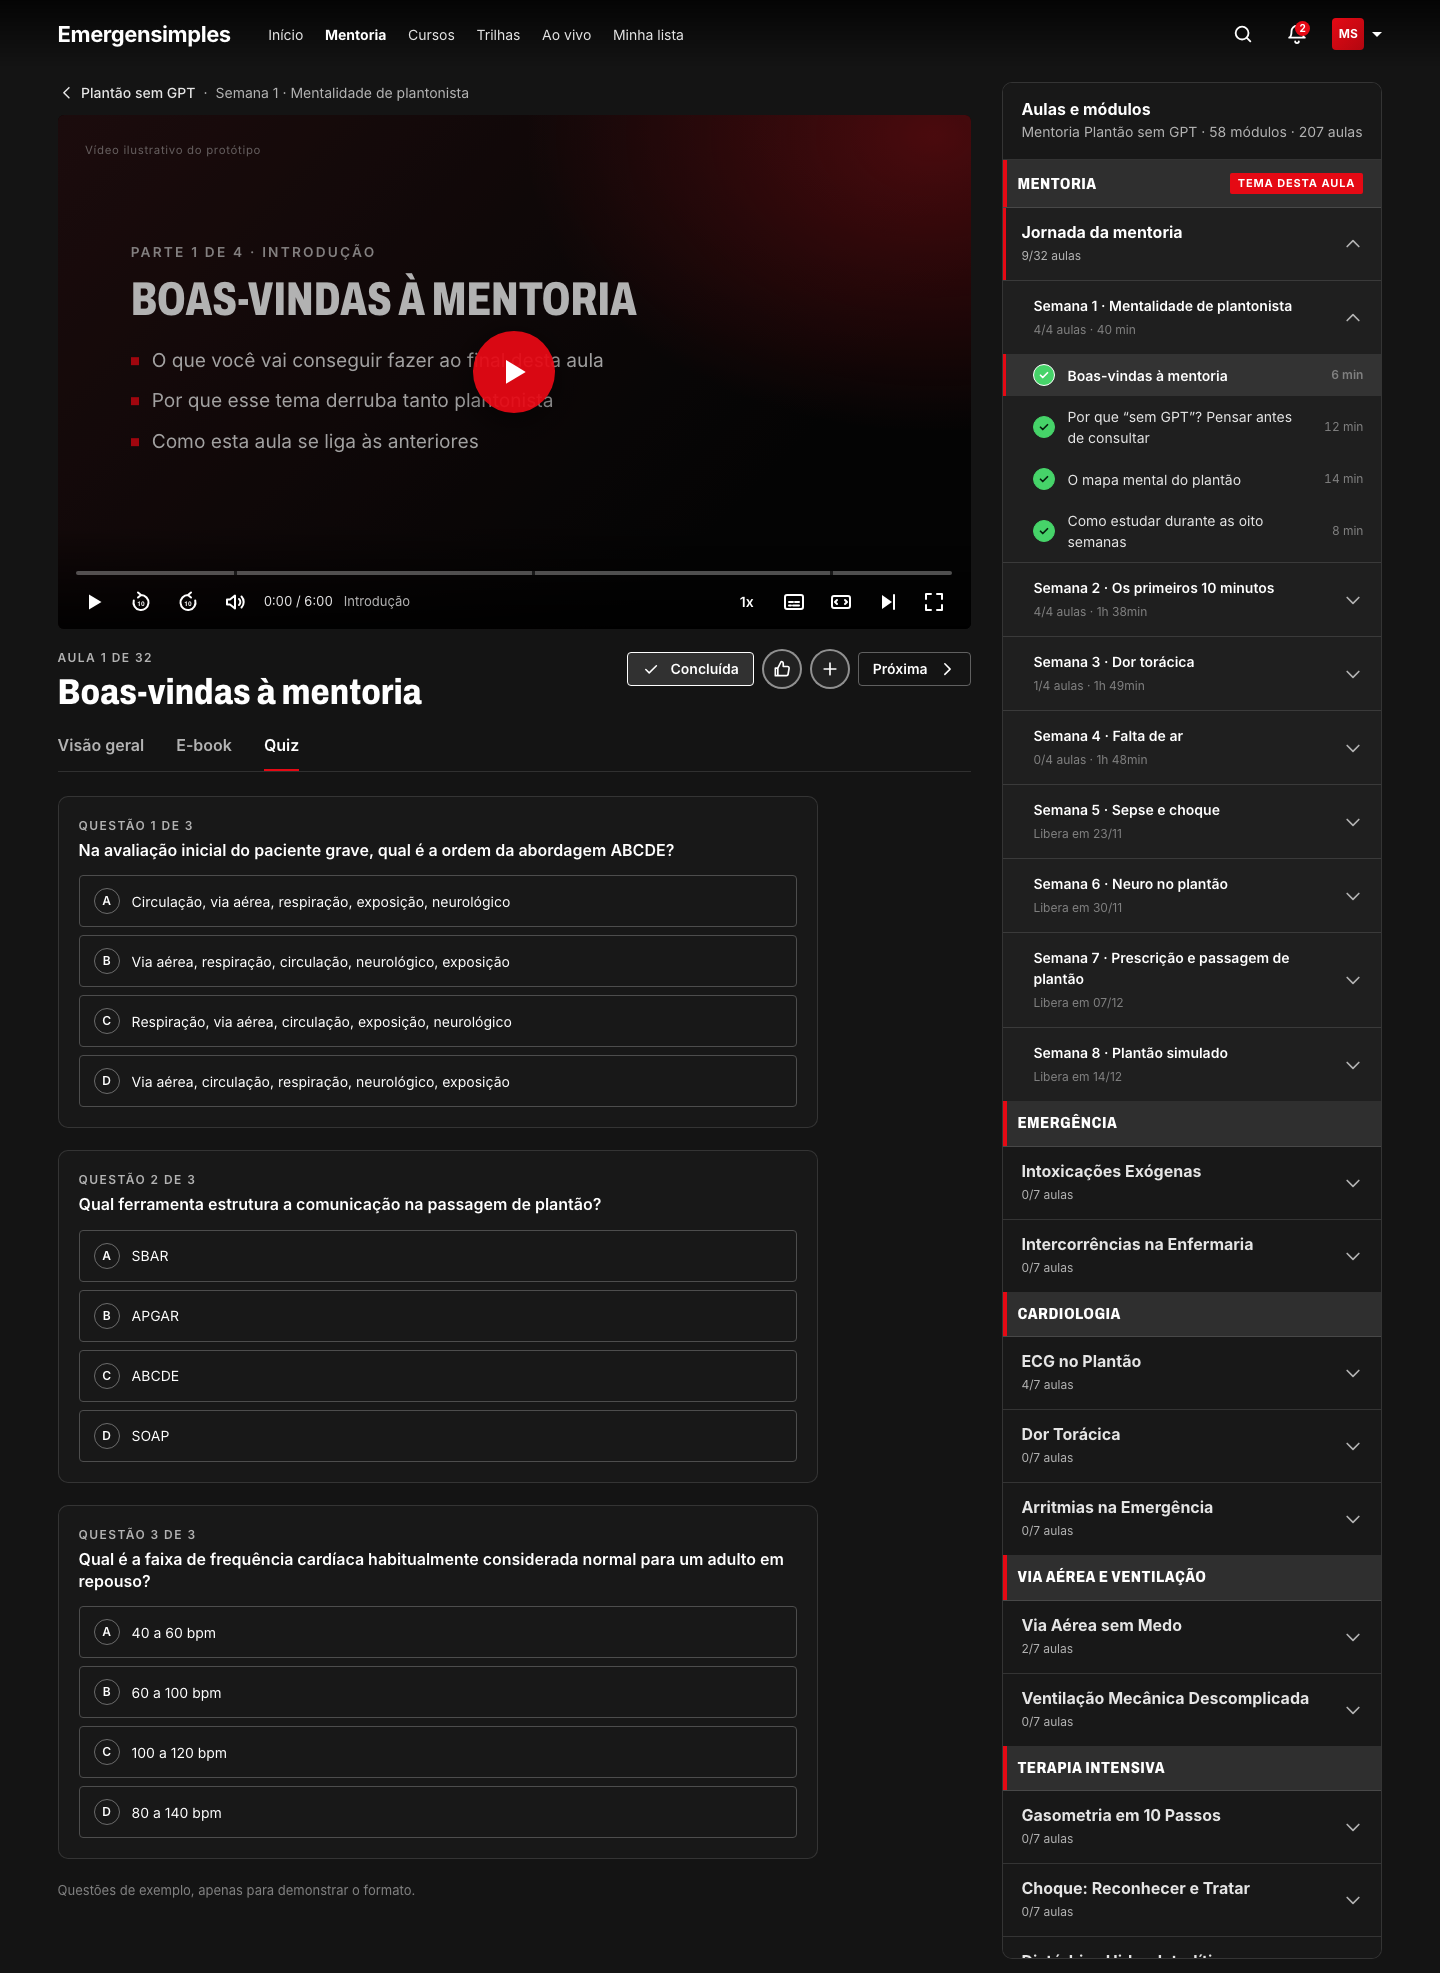 Emergensimples
Início
Mentoria
Cursos
Trilhas
Ao vivo
Minha lista
2
MS
Plantão sem GPT · Semana 1 · Mentalidade de plantonista
Vídeo ilustrativo do protótipo
PARTE 1 DE 4 · INTRODUÇÃO
BOAS-VINDAS À MENTORIA
O que você vai conseguir fazer ao final desta aula
Por que esse tema derruba tanto plantonista
Como esta aula se liga às anteriores
10
10
0:00 / 6:00 Introdução
1x
AULA 1 DE 32
Boas-vindas à mentoria
Concluída
Próxima
Visão geral
E-book
Quiz
QUESTÃO 1 DE 3
Na avaliação inicial do paciente grave, qual é a ordem da abordagem ABCDE?
A Circulação, via aérea, respiração, exposição, neurológico
B Via aérea, respiração, circulação, neurológico, exposição
C Respiração, via aérea, circulação, exposição, neurológico
D Via aérea, circulação, respiração, neurológico, exposição
QUESTÃO 2 DE 3
Qual ferramenta estrutura a comunicação na passagem de plantão?
A SBAR
B APGAR
C ABCDE
D SOAP
QUESTÃO 3 DE 3
Qual é a faixa de frequência cardíaca habitualmente considerada normal para um adulto em
repouso?
A 40 a 60 bpm
B 60 a 100 bpm
C 100 a 120 bpm
D 80 a 140 bpm
Questões de exemplo, apenas para demonstrar o formato.
Aulas e módulos
Mentoria Plantão sem GPT · 58 módulos · 207 aulas
MENTORIA
TEMA DESTA AULA
Jornada da mentoria
9/32 aulas
Semana 1 · Mentalidade de plantonista
4/4 aulas · 40 min
Boas-vindas à mentoria 6 min
Por que “sem GPT”? Pensar antes
de consultar
12 min
O mapa mental do plantão 14 min
Como estudar durante as oito
semanas
8 min
Semana 2 · Os primeiros 10 minutos
4/4 aulas · 1h 38min
Semana 3 · Dor torácica
1/4 aulas · 1h 49min
Semana 4 · Falta de ar
0/4 aulas · 1h 48min
Semana 5 · Sepse e choque
Libera em 23/11
Semana 6 · Neuro no plantão
Libera em 30/11
Semana 7 · Prescrição e passagem de
plantão
Libera em 07/12
Semana 8 · Plantão simulado
Libera em 14/12
EMERGÊNCIA
Intoxicações Exógenas
0/7 aulas
Intercorrências na Enfermaria
0/7 aulas
CARDIOLOGIA
ECG no Plantão
4/7 aulas
Dor Torácica
0/7 aulas
Arritmias na Emergência
0/7 aulas
VIA AÉREA E VENTILAÇÃO
Via Aérea sem Medo
2/7 aulas
Ventilação Mecânica Descomplicada
0/7 aulas
TERAPIA INTENSIVA
Gasometria em 10 Passos
0/7 aulas
Choque: Reconhecer e Tratar
0/7 aulas